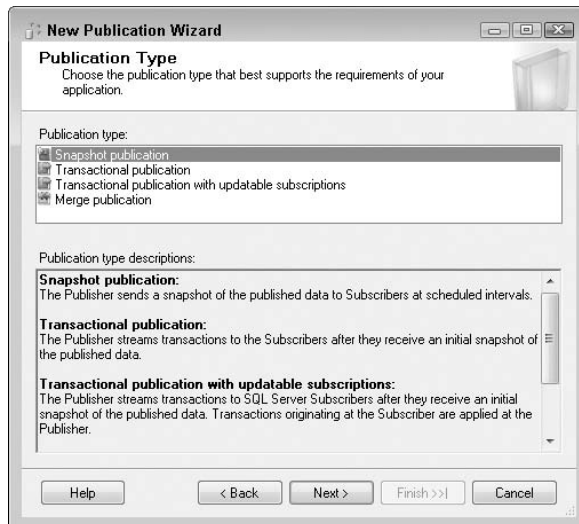 New Publication Wizard
Publication Type
Choose the publication type that best supports the requirements of your
application.
Publication type:
Snapshot publication
Transactional publication
Transactional publication with updatable subscriptions
Merge publication
Publication type descriptions:
Snapshot publication:
The Publisher sends a snapshot of the published data to Subscribers at scheduled intervals.
Transactional publication:
The Publisher streams transactions to the Subscribers after they receive an initial snapshot of
the published data.
Transactional publication with updatable subscriptions:
The Publisher streams transactions to SQL Server Subscribers after they receive an initial
snapshot of the published data. Transactions originating at the Subscriber are applied at the
Publisher.
Help < Back Next > Finish >>| Cancel